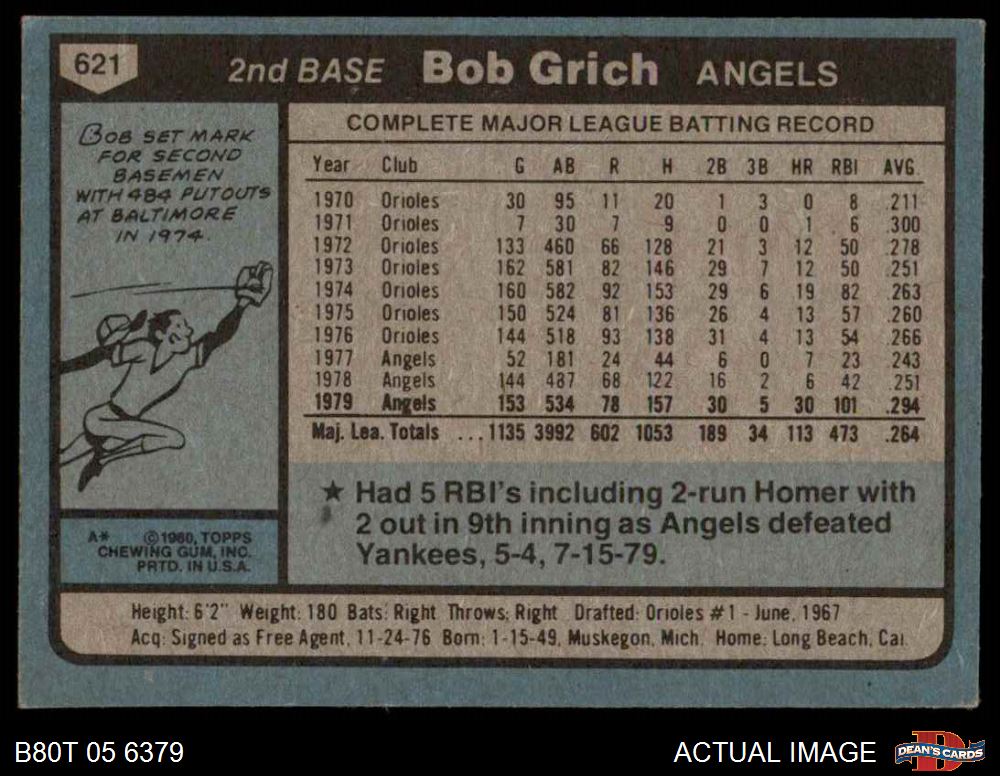 621 2nd BASE Bob Grich ANGELS
BOB SET MARK
FOR SECOND
BASEMEN
WITH 484 PUTOUTS
AT BALTIMORE
IN 1974.
COMPLETE MAJOR LEAGUE BATTING RECORD
Year Club G AB R H 2B 3B HR RBI AVG.
1970 Orioles 30 95 11 20 1 3 0 8 .211
1971 Orioles 7 30 7 9 0 0 1 6 .300
1972 Orioles 133 460 66 128 21 3 12 50 .278
1973 Orioles 162 581 82 146 29 7 12 50 .251
1974 Orioles 160 582 92 153 29 6 19 82 .263
1975 Orioles 150 524 81 136 26 4 13 57 .260
1976 Orioles 144 518 93 138 31 4 13 54 .266
1977 Angels 52 181 24 44 6 0 7 23 .243
1978 Angels 144 487 68 122 16 2 6 42 .251
1979 Angels 153 534 78 157 30 5 30 101 .294
Maj. Lea. Totals ...1135 3992 602 1053 189 34 113 473 .264
★ Had 5 RBI's including 2-run Homer with
2 out in 9th inning as Angels defeated
Yankees, 5-4, 7-15-79.
A* ©1980, TOPPS
CHEWING GUM, INC.
PRTD. IN U.S.A.
Height: 6'2" Weight: 180 Bats: Right Throws: Right Drafted: Orioles #1 - June, 1967
Acq: Signed as Free Agent, 11-24-76 Born: 1-15-49, Muskegon, Mich. Home: Long Beach, Cal.
B80T 05 6379
ACTUAL IMAGE
DEAN'S CARDS